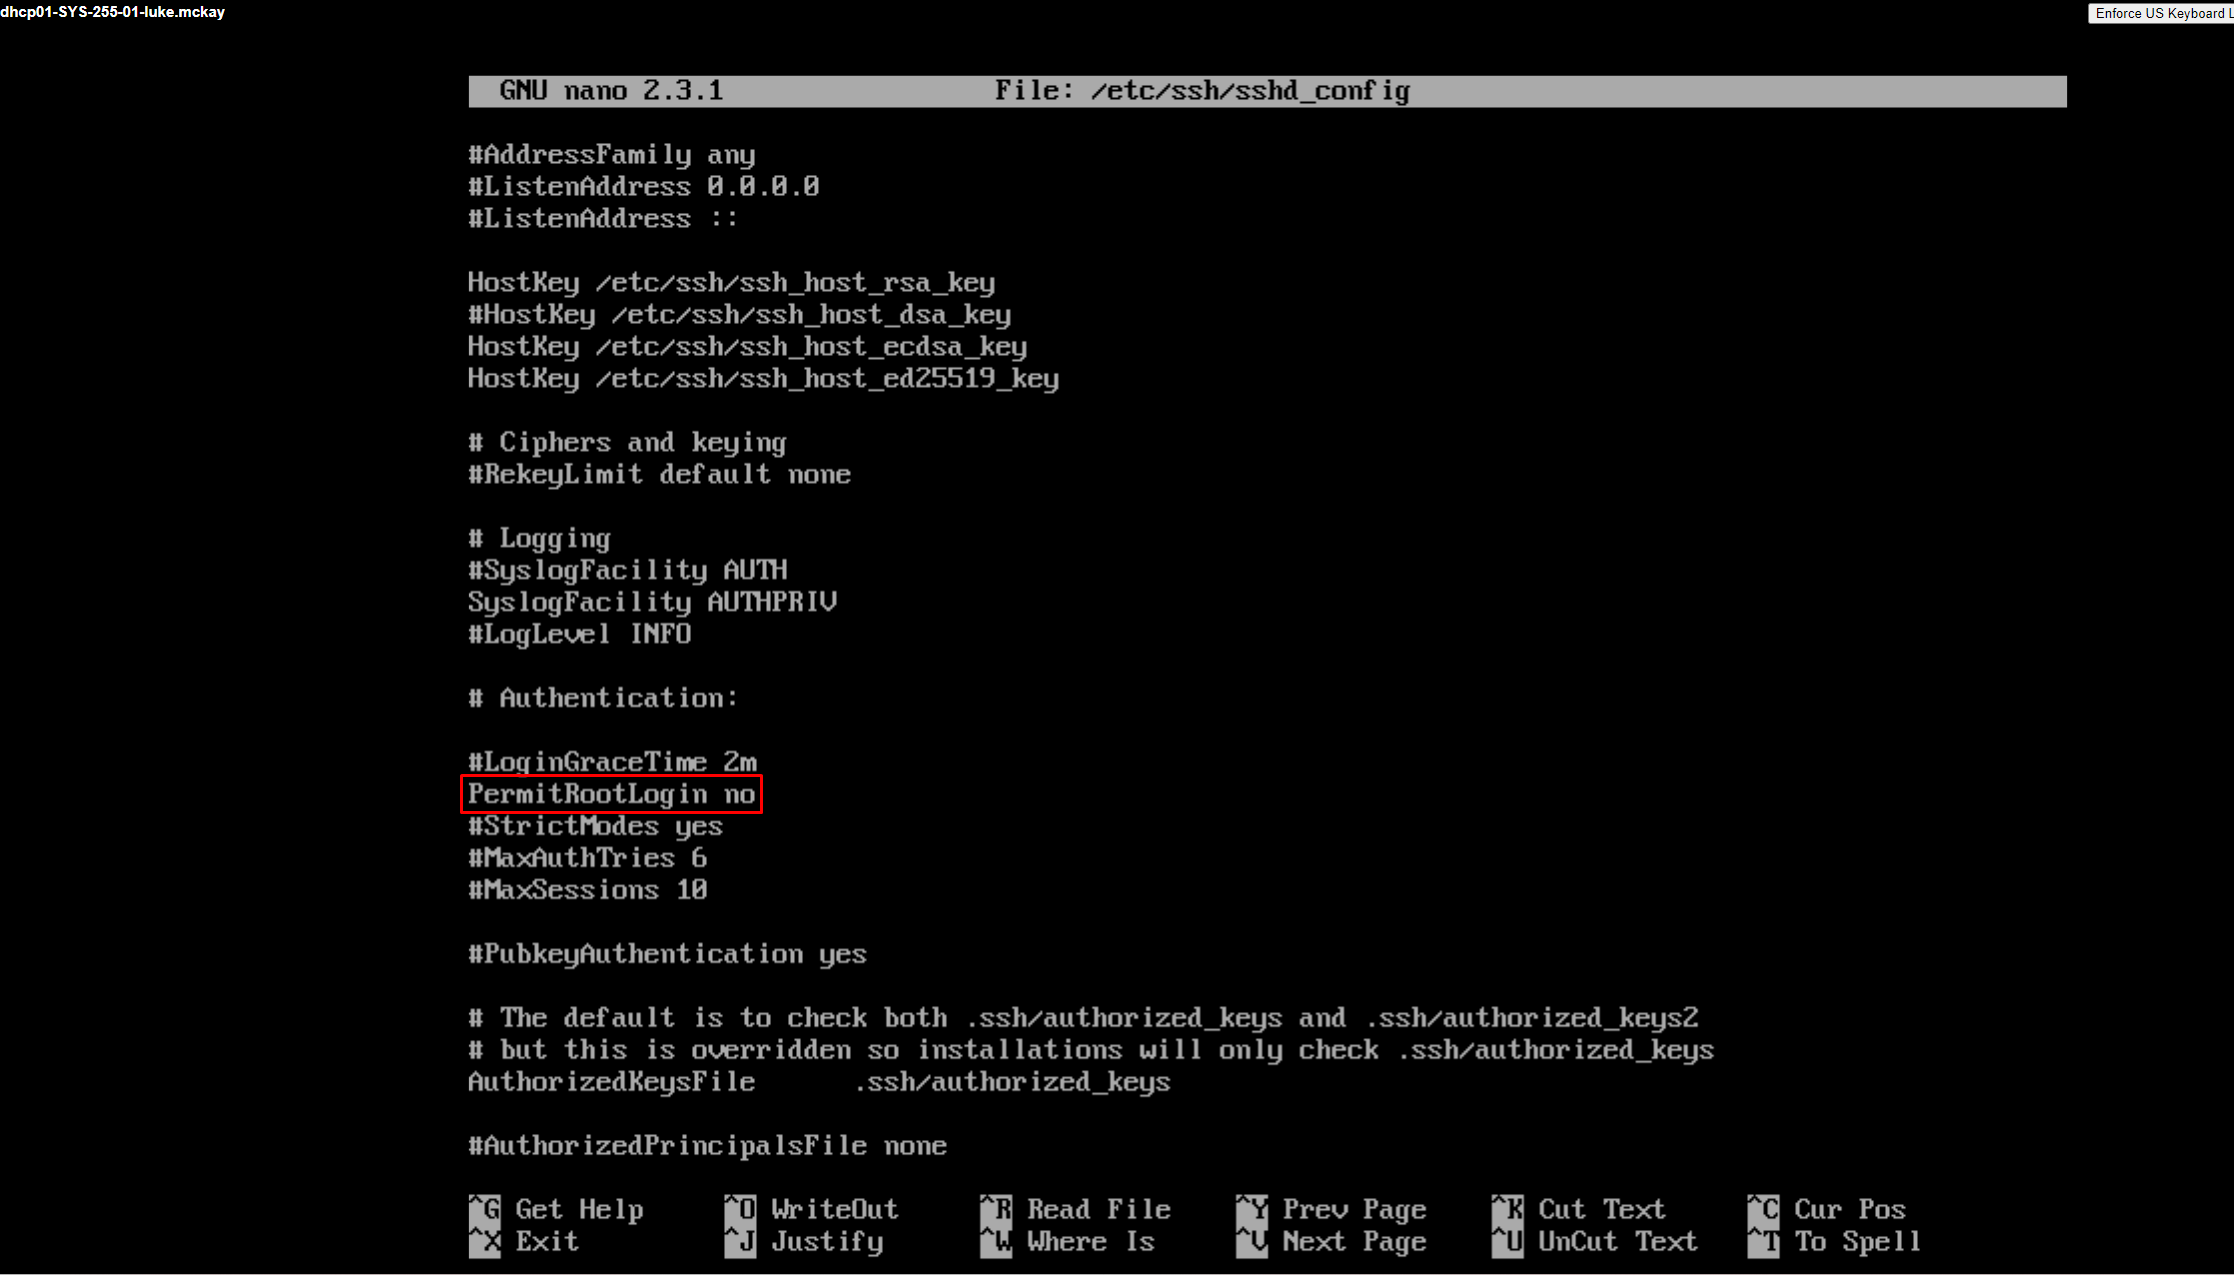 dhcp01-SYS-255-01-luke.mckay
Enforce US Keyboard L
GNU nano 2.3.1 File: /etc/ssh/sshd_config
#AddressFamily any
#ListenAddress 0.0.0.0
#ListenAddress ::
HostKey /etc/ssh/ssh_host_rsa_key
#HostKey /etc/ssh/ssh_host_dsa_key
HostKey /etc/ssh/ssh_host_ecdsa_key
HostKey /etc/ssh/ssh_host_ed25519_key
# Ciphers and keying
#RekeyLimit default none
# Logging
#SyslogFacility AUTH
SyslogFacility AUTHPRIV
#LogLevel INFO
# Authentication:
#LoginGraceTime 2m
PermitRootLogin no
#StrictModes yes
#MaxAuthTries 6
#MaxSessions 10
#PubkeyAuthentication yes
# The default is to check both .ssh/authorized_keys and .ssh/authorized_keys2
# but this is overridden so installations will only check .ssh/authorized_keys
AuthorizedKeysFile .ssh/authorized_keys
#AuthorizedPrincipalsFile none
^G Get Help ^O WriteOut ^R Read File ^Y Prev Page ^K Cut Text ^C Cur Pos
^X Exit ^J Justify ^W Where Is ^V Next Page ^U UnCut Text ^T To Spell